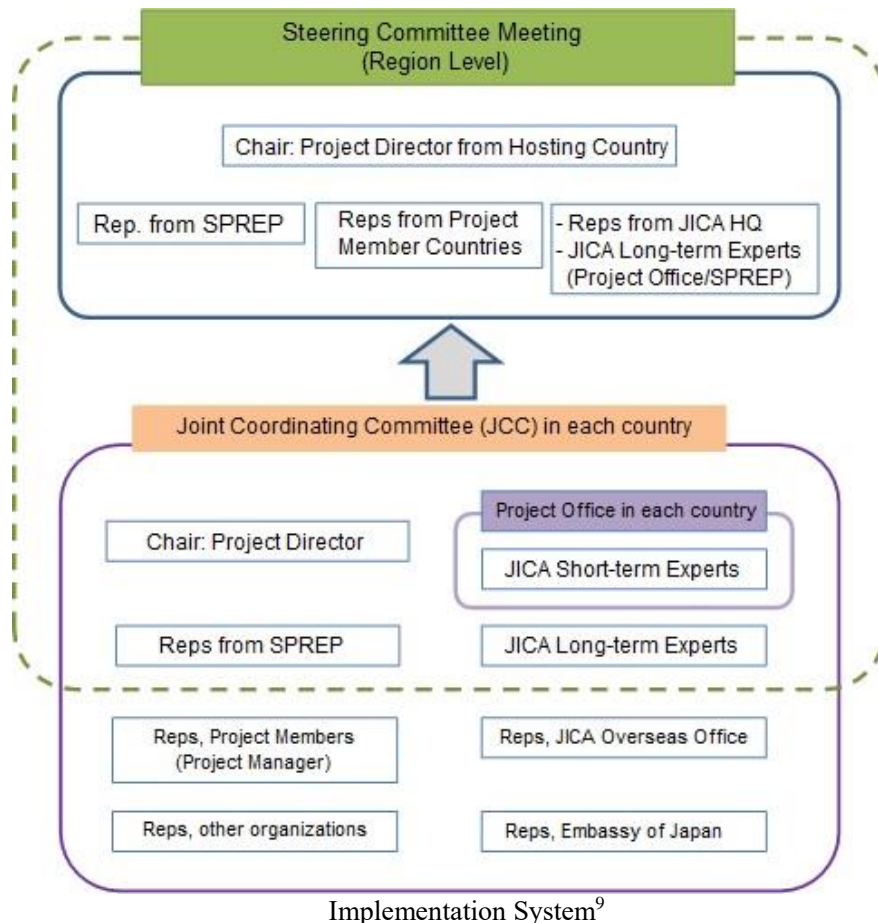 Steering Committee Meeting
(Region Level)
Chair: Project Director from Hosting Country
Rep. from SPREP
Reps from Project
Member Countries
- Reps from JICA HQ
- JICA Long-term Experts
(Project Office/SPREP)
Joint Coordinating Committee (JCC) in each country
Chair: Project Director
Project Office in each country
JICA Short-term Experts
Reps from SPREP
JICA Long-term Experts
Reps, Project Members
(Project Manager)
Reps, JICA Overseas Office
Reps, other organizations
Reps, Embassy of Japan
Implementation System⁹